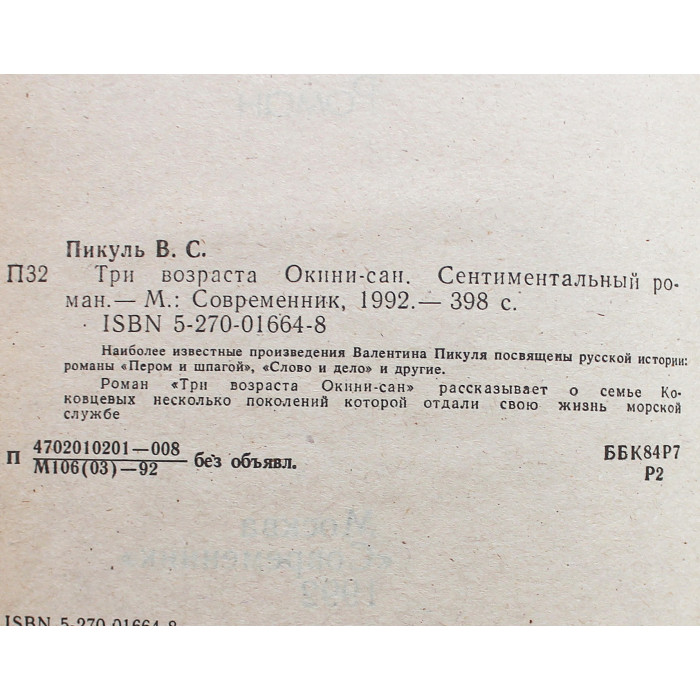 Пикуль В. С.
П32 Три возраста Окини-сан. Сентиментальный ро-
ман.— М.: Современник, 1992.— 398 с.
ISBN 5-270-01664-8
Наиболее известные произведения Валентина Пикуля посвящены русской истории:
романы «Пером и шпагой», «Слово и дело» и другие.
Роман «Три возраста Окини-сан» рассказывает о семье Ко-
ковцевых несколько поколений которой отдали свою жизнь морской
службе
П 4702010201—008
М106(03)—92 без объявл.
ББК84Р7
Р2
Москва
«Современник»
1992
ISBN 5-270-01664-8